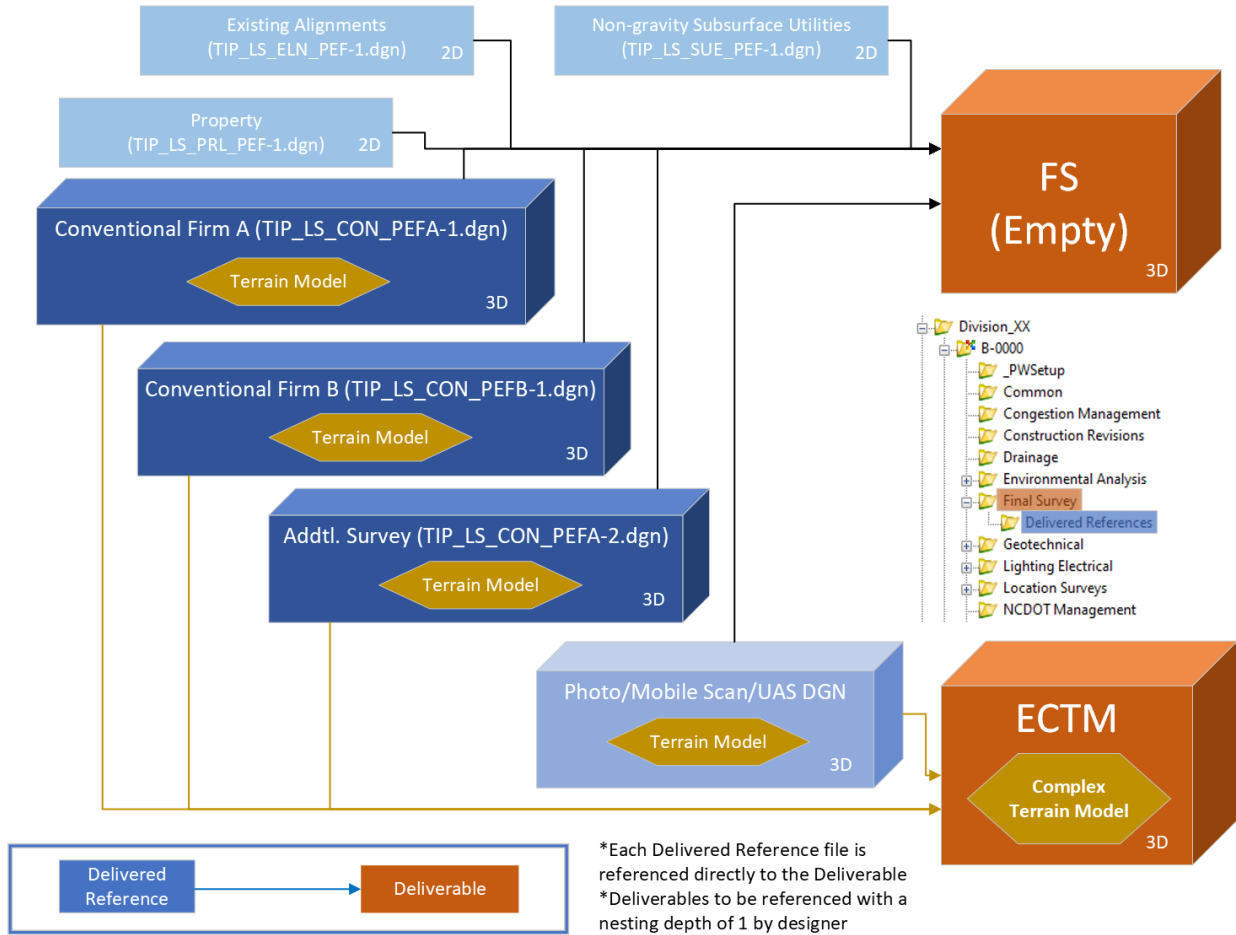 Existing Alignments
(TIP_LS_ELN_PEF-1.dgn)
2D
Non-gravity Subsurface Utilities
(TIP_LS_SUE_PEF-1.dgn)
2D
Property
(TIP_LS_PRL_PEF-1.dgn)
2D
FS
(Empty)
3D
Conventional Firm A (TIP_LS_CON_PEFA-1.dgn)
Terrain Model
3D
Conventional Firm B (TIP_LS_CON_PEFB-1.dgn)
Terrain Model
3D
Addtl. Survey (TIP_LS_CON_PEFA-2.dgn)
Terrain Model
3D
Division_XX
B-0000
_PWSetup
Common
Congestion Management
Construction Revisions
Drainage
Environmental Analysis
Final Survey
Delivered References
Geotechnical
Lighting Electrical
Location Surveys
NCDOT Management
Photo/Mobile Scan/UAS DGN
Terrain Model
3D
ECTM
Complex
Terrain Model
3D
Delivered
Reference
Deliverable
*Each Delivered Reference file is
referenced directly to the Deliverable
*Deliverables to be referenced with a
nesting depth of 1 by designer